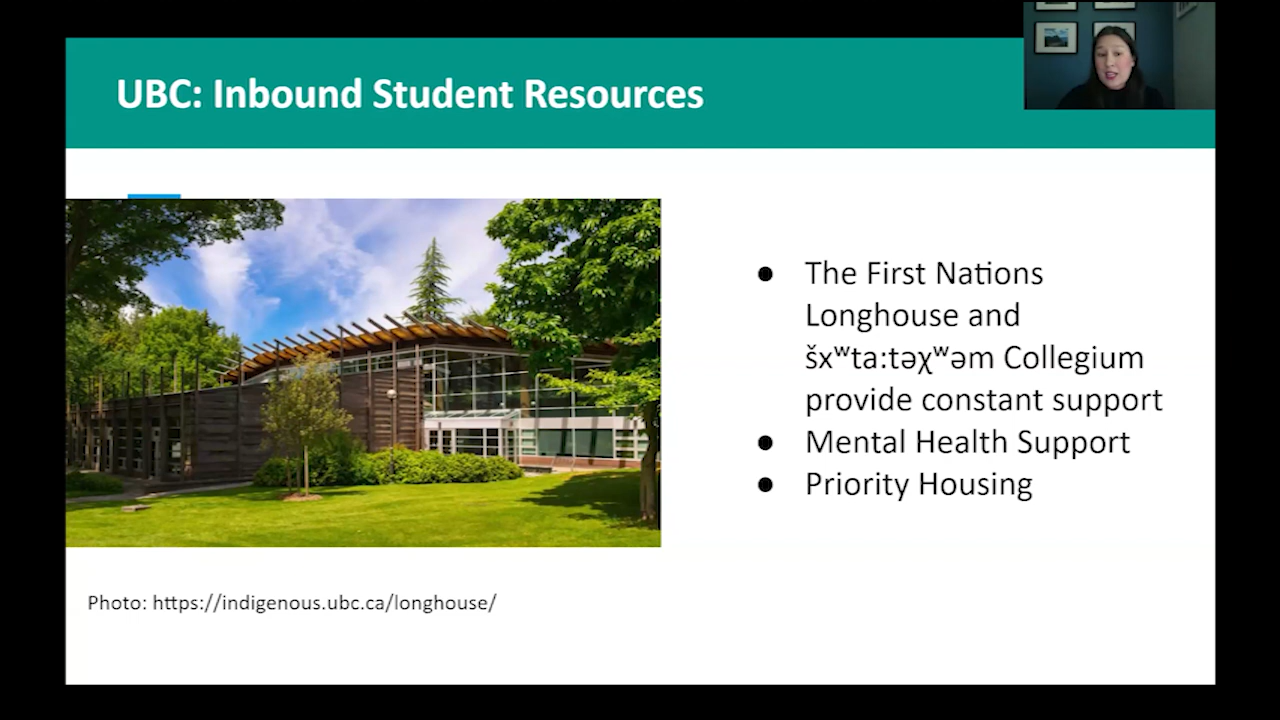 UBC: Inbound Student Resources
● The First Nations
Longhouse and
šxʷta:təχʷəm Collegium
provide constant support
● Mental Health Support
● Priority Housing
Photo: https://indigenous.ubc.ca/longhouse/